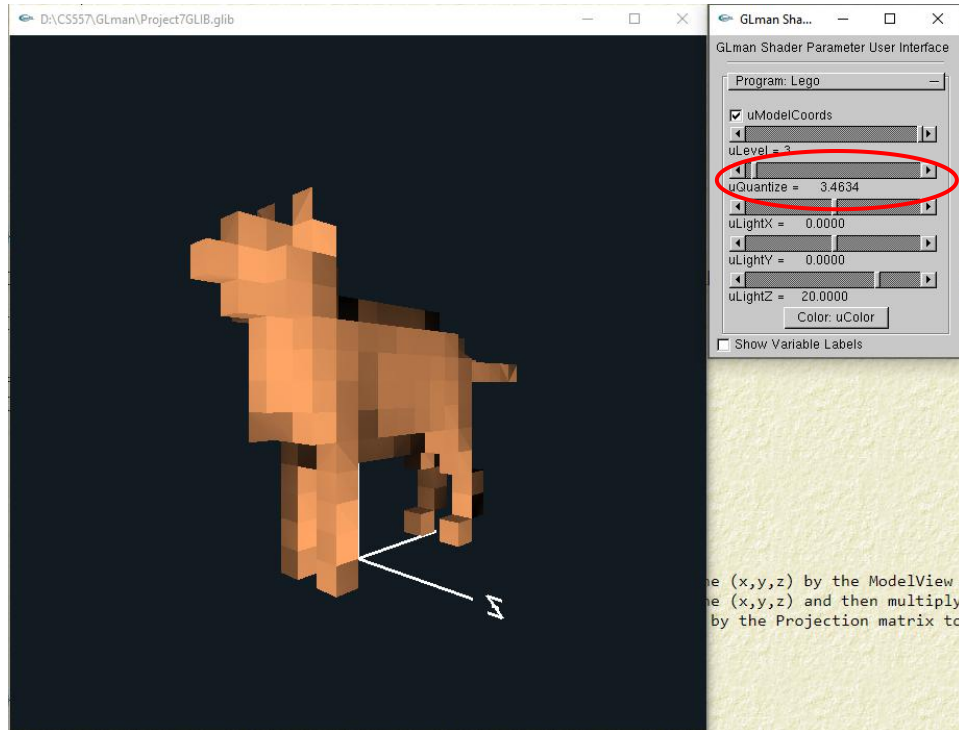 D:\CS557\GLman\Project7GLIB.glib
GLman Sha...
GLman Shader Parameter User Interface
Program: Lego
uModelCoords
uLevel = 3
uQuantize = 3.4634
uLightX = 0.0000
uLightY = 0.0000
uLightZ = 20.0000
Color: uColor
Show Variable Labels
Z
(x,y,z) by the ModelView
(x,y,z) and then multiply
by the Projection matrix to